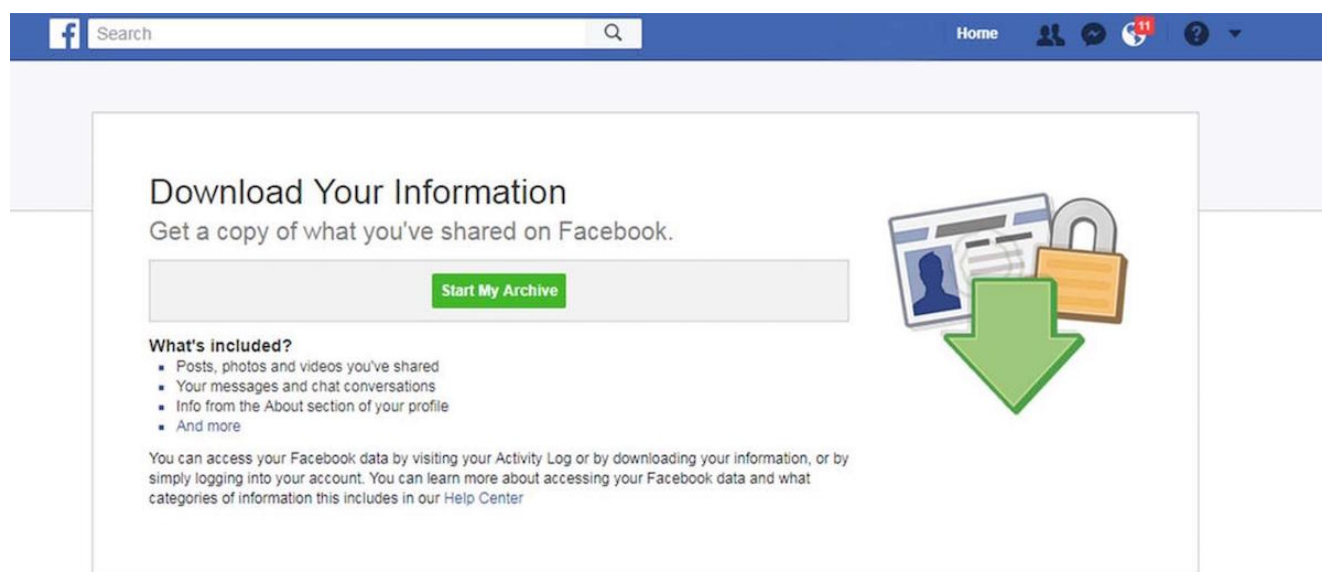 f Search Home 11 ?
Download Your Information
Get a copy of what you've shared on Facebook.
Start My Archive
What's included?
Posts, photos and videos you've shared
Your messages and chat conversations
Info from the About section of your profile
And more
You can access your Facebook data by visiting your Activity Log or by downloading your information, or by
simply logging into your account. You can learn more about accessing your Facebook data and what
categories of information this includes in our Help Center